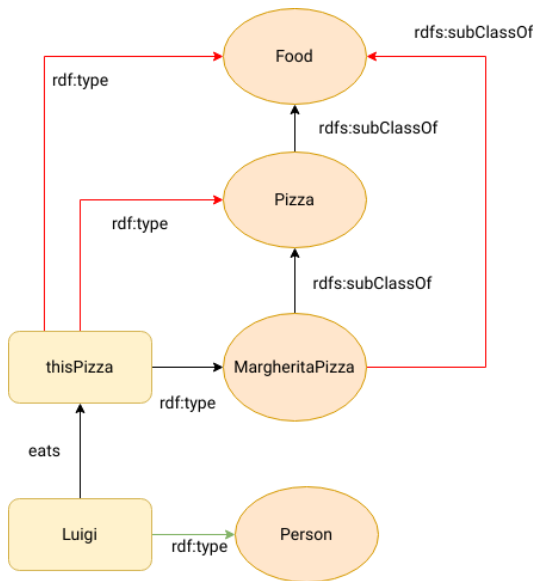 rdfs:subClassOf
Food
rdf:type
rdfs:subClassOf
Pizza
rdf:type
rdfs:subClassOf
thisPizza
MargheritaPizza
rdf:type
eats
Luigi
Person
rdf:type